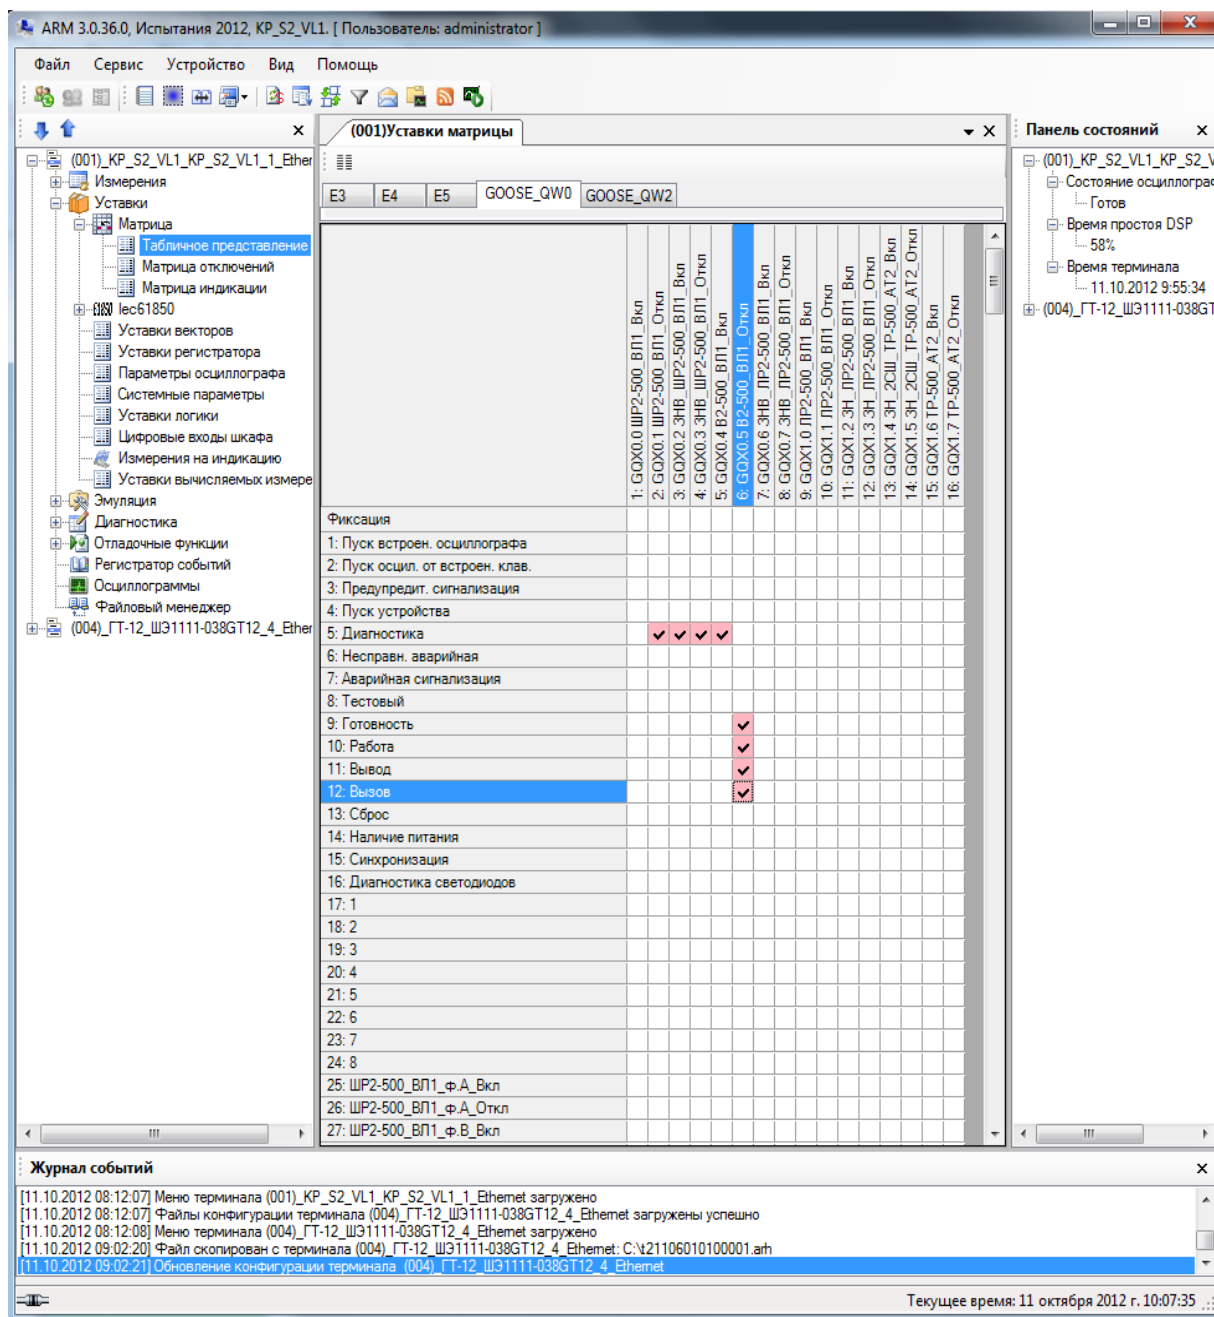 ARM 3.0.36.0, Испытания 2012, KP_S2_VL1. [ Пользователь: administrator ]
Файл Сервис Устройство Вид Помощь
(001)_KP_S2_VL1_KP_S2_VL1_1_Ether
Измерения
Уставки
Матрица
Табличное представление
Матрица отключений
Матрица индикации
Iec61850
Уставки векторов
Уставки регистратора
Параметры осциллографа
Системные параметры
Уставки логики
Цифровые входы шкафа
Измерения на индикацию
Уставки вычисляемых измере
Эмуляция
Диагностика
Отладочные функции
Регистратор событий
Осциллограммы
Файловый менеджер
(004)_ГТ-12_ШЭ1111-038GT12_4_Ether
(001)Уставки матрицы
E3 E4 E5 GOOSE_QW0 GOOSE_QW2
1: GQX0.0 ШР2-500_ВЛ1_Вкл
2: GQX0.1 ШР2-500_ВЛ1_Откл
3: GQX0.2 ЗНВ_ШР2-500_ВЛ1_Вкл
4: GQX0.3 ЗНВ_ШР2-500_ВЛ1_Откл
5: GQX0.4 В2-500_ВЛ1_Вкл
6: GQX0.5 В2-500_ВЛ1_Откл
7: GQX0.6 ЗНВ_ЛР2-500_ВЛ1_Вкл
8: GQX0.7 ЗНВ_ЛР2-500_ВЛ1_Откл
9: GQX1.0 ЛР2-500_ВЛ1_Вкл
10: GQX1.1 ЛР2-500_ВЛ1_Откл
11: GQX1.2 ЗН_ЛР2-500_ВЛ1_Вкл
12: GQX1.3 ЗН_ЛР2-500_ВЛ1_Откл
13: GQX1.4 ЗН_2СШ_ТР-500_АТ2_Вкл
14: GQX1.5 ЗН_2СШ_ТР-500_АТ2_Откл
15: GQX1.6 ТР-500_АТ2_Вкл
16: GQX1.7 ТР-500_АТ2_Откл
Фиксация
1: Пуск встроен. осциллографа
2: Пуск осцил. от встроен. клав.
3: Предупредит. сигнализация
4: Пуск устройства
5: Диагностика
6: Несправн. аварийная
7: Аварийная сигнализация
8: Тестовый
9: Готовность
10: Работа
11: Вывод
12: Вызов
13: Сброс
14: Наличие питания
15: Синхронизация
16: Диагностика светодиодов
17: 1
18: 2
19: 3
20: 4
21: 5
22: 6
23: 7
24: 8
25: ШР2-500_ВЛ1_ф.А_Вкл
26: ШР2-500_ВЛ1_ф.А_Откл
27: ШР2-500_ВЛ1_ф.В_Вкл
Панель состояний
(001)_KP_S2_VL1_KP_S2_V
Состояние осциллограф
Готов
Время простоя DSP
58%
Время терминала
11.10.2012 9:55:34
(004)_ГТ-12_ШЭ1111-038GT
Журнал событий
[11.10.2012 08:12:07] Меню терминала (001)_KP_S2_VL1_KP_S2_VL1_1_Ethernet загружено
[11.10.2012 08:12:07] Файлы конфигурации терминала (004)_ГТ-12_ШЭ1111-038GT12_4_Ethernet загружены успешно
[11.10.2012 08:12:08] Меню терминала (004)_ГТ-12_ШЭ1111-038GT12_4_Ethernet загружено
[11.10.2012 09:02:20] Файл скопирован с терминала (004)_ГТ-12_ШЭ1111-038GT12_4_Ethernet: C:\t21106010100001.arh
[11.10.2012 09:02:21] Обновление конфигурации терминала (004)_ГТ-12_ШЭ1111-038GT12_4_Ethernet
Текущее время: 11 октября 2012 г. 10:07:35